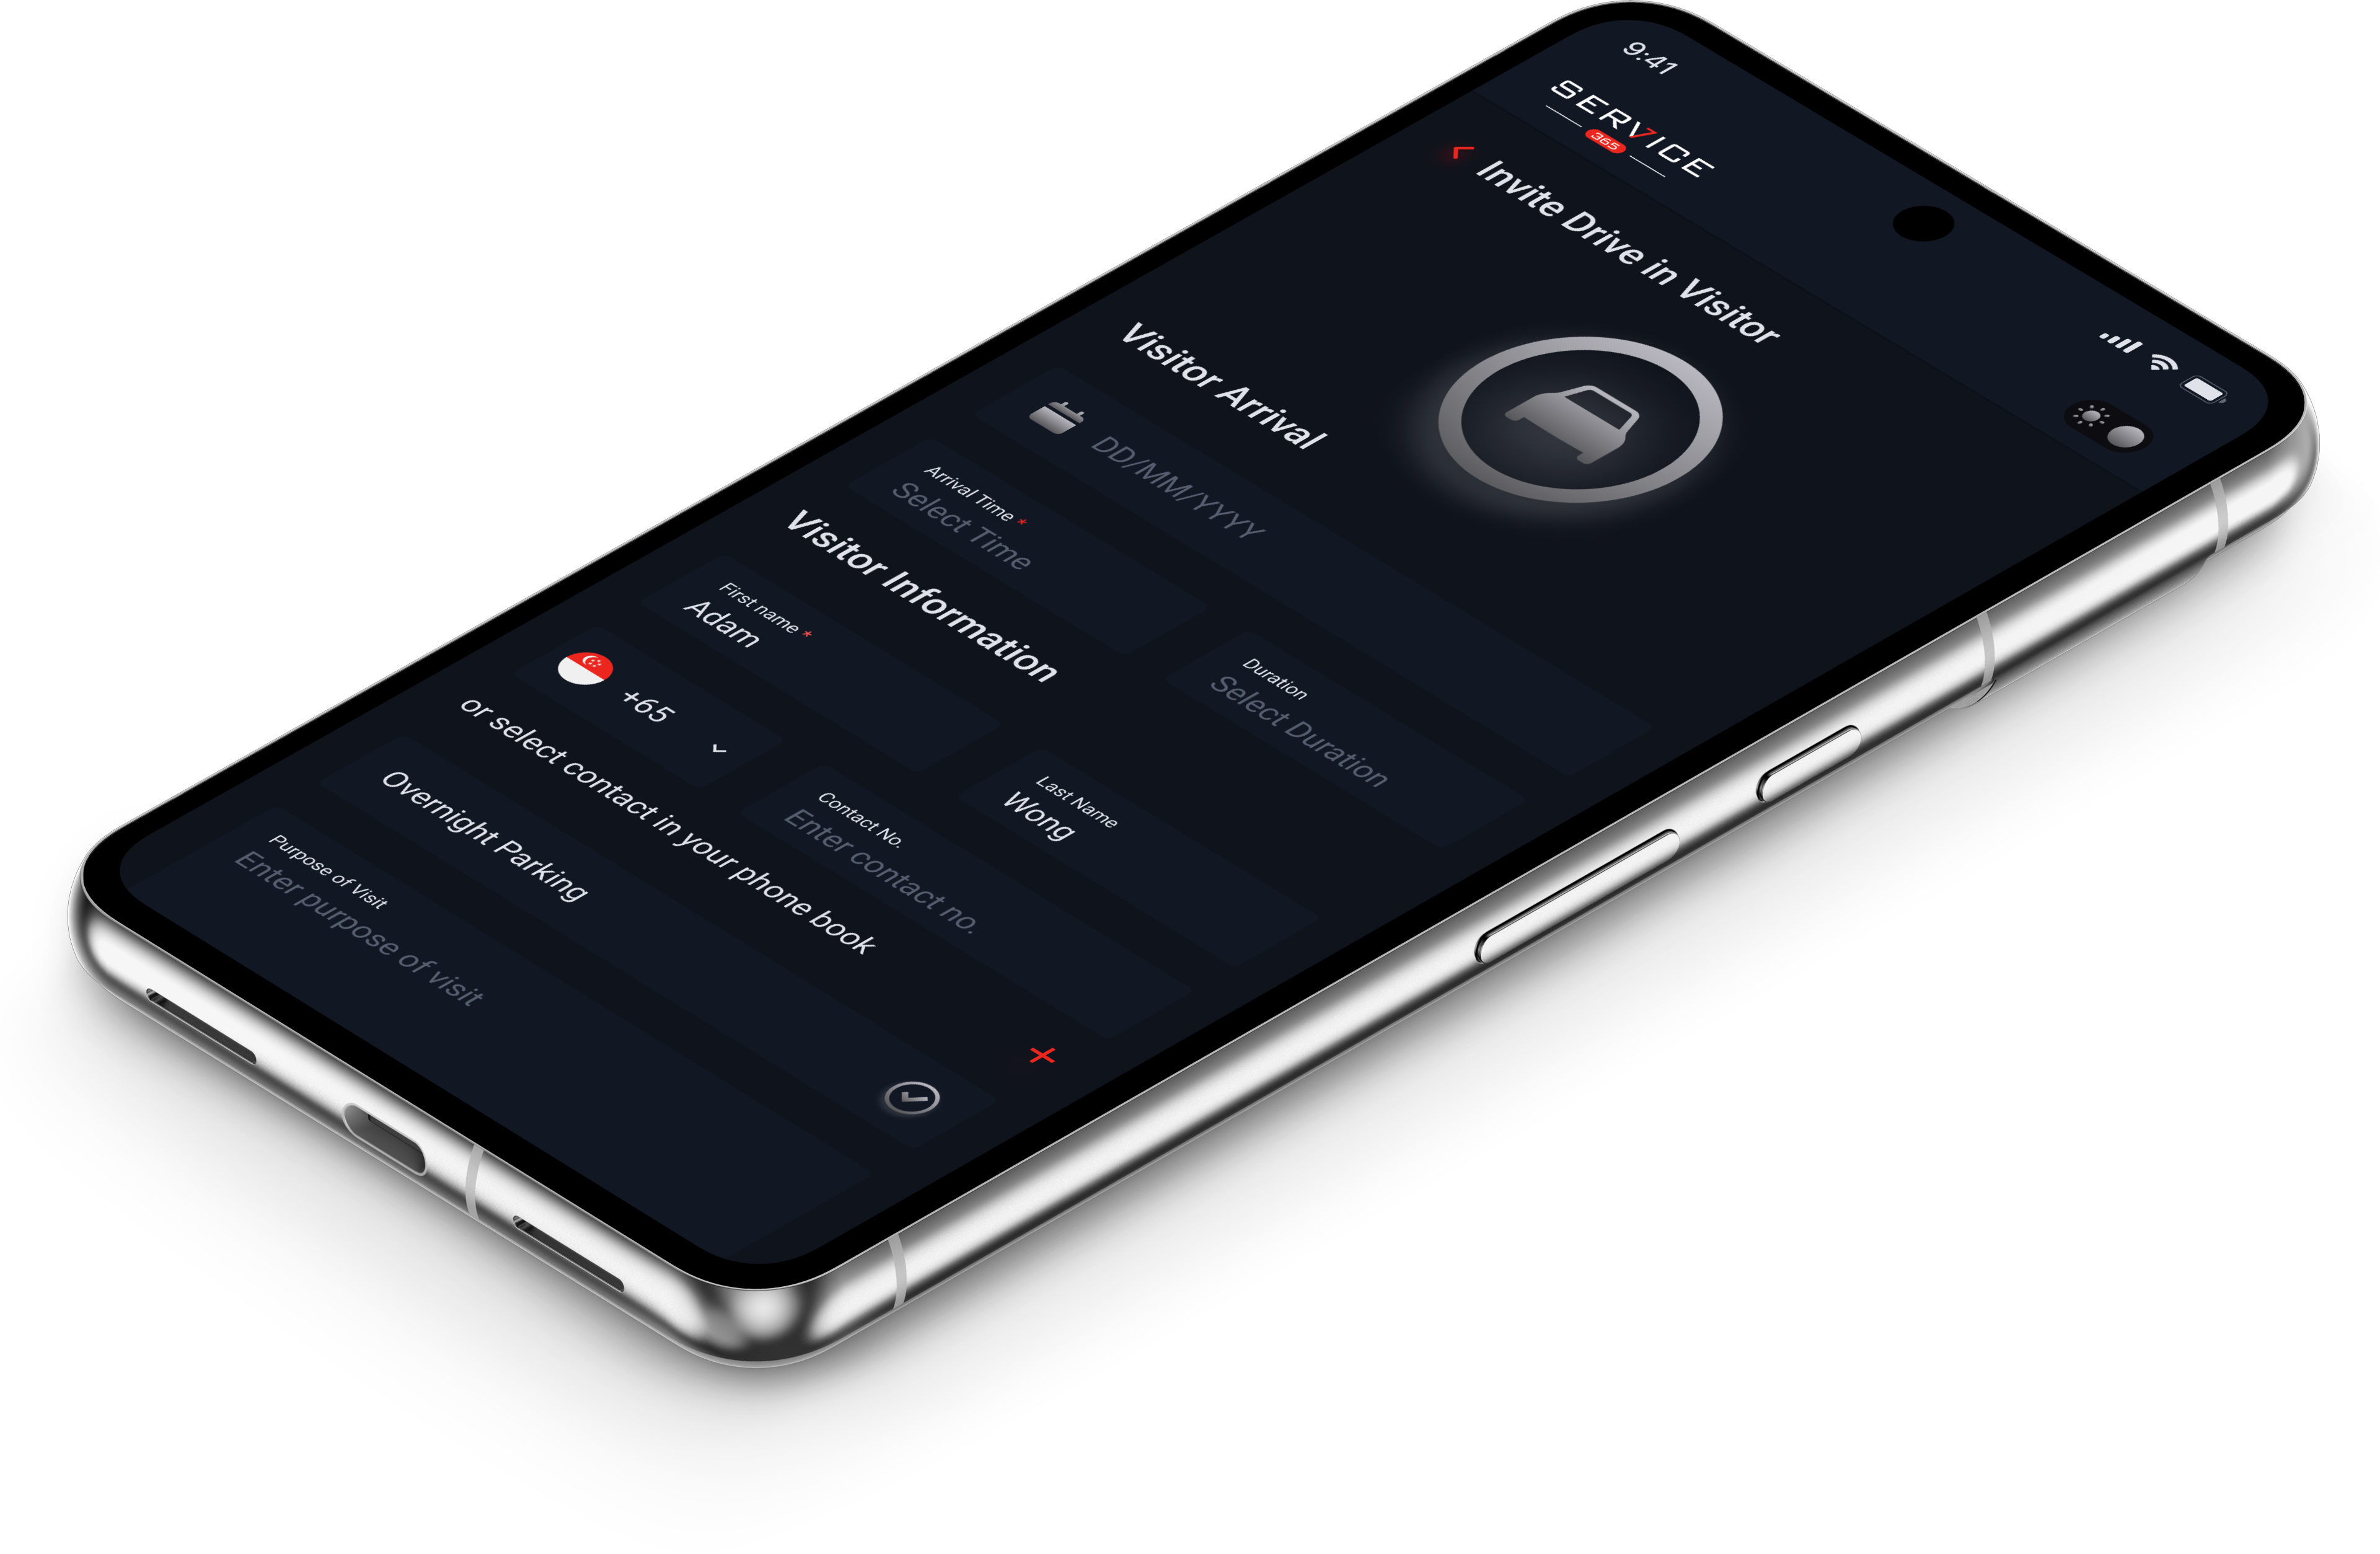 9:41
SERVICE
365
Invite Drive in Visitor
Visitor Arrival
DD/MM/YYYY
Arrival Time *
Select Time
Duration
Select Duration
Visitor Information
First name *
Adam
Last Name
Wong
+65
Contact No.
Enter contact no.
or select contact in your phone book
Overnight Parking
Purpose of Visit
Enter purpose of visit